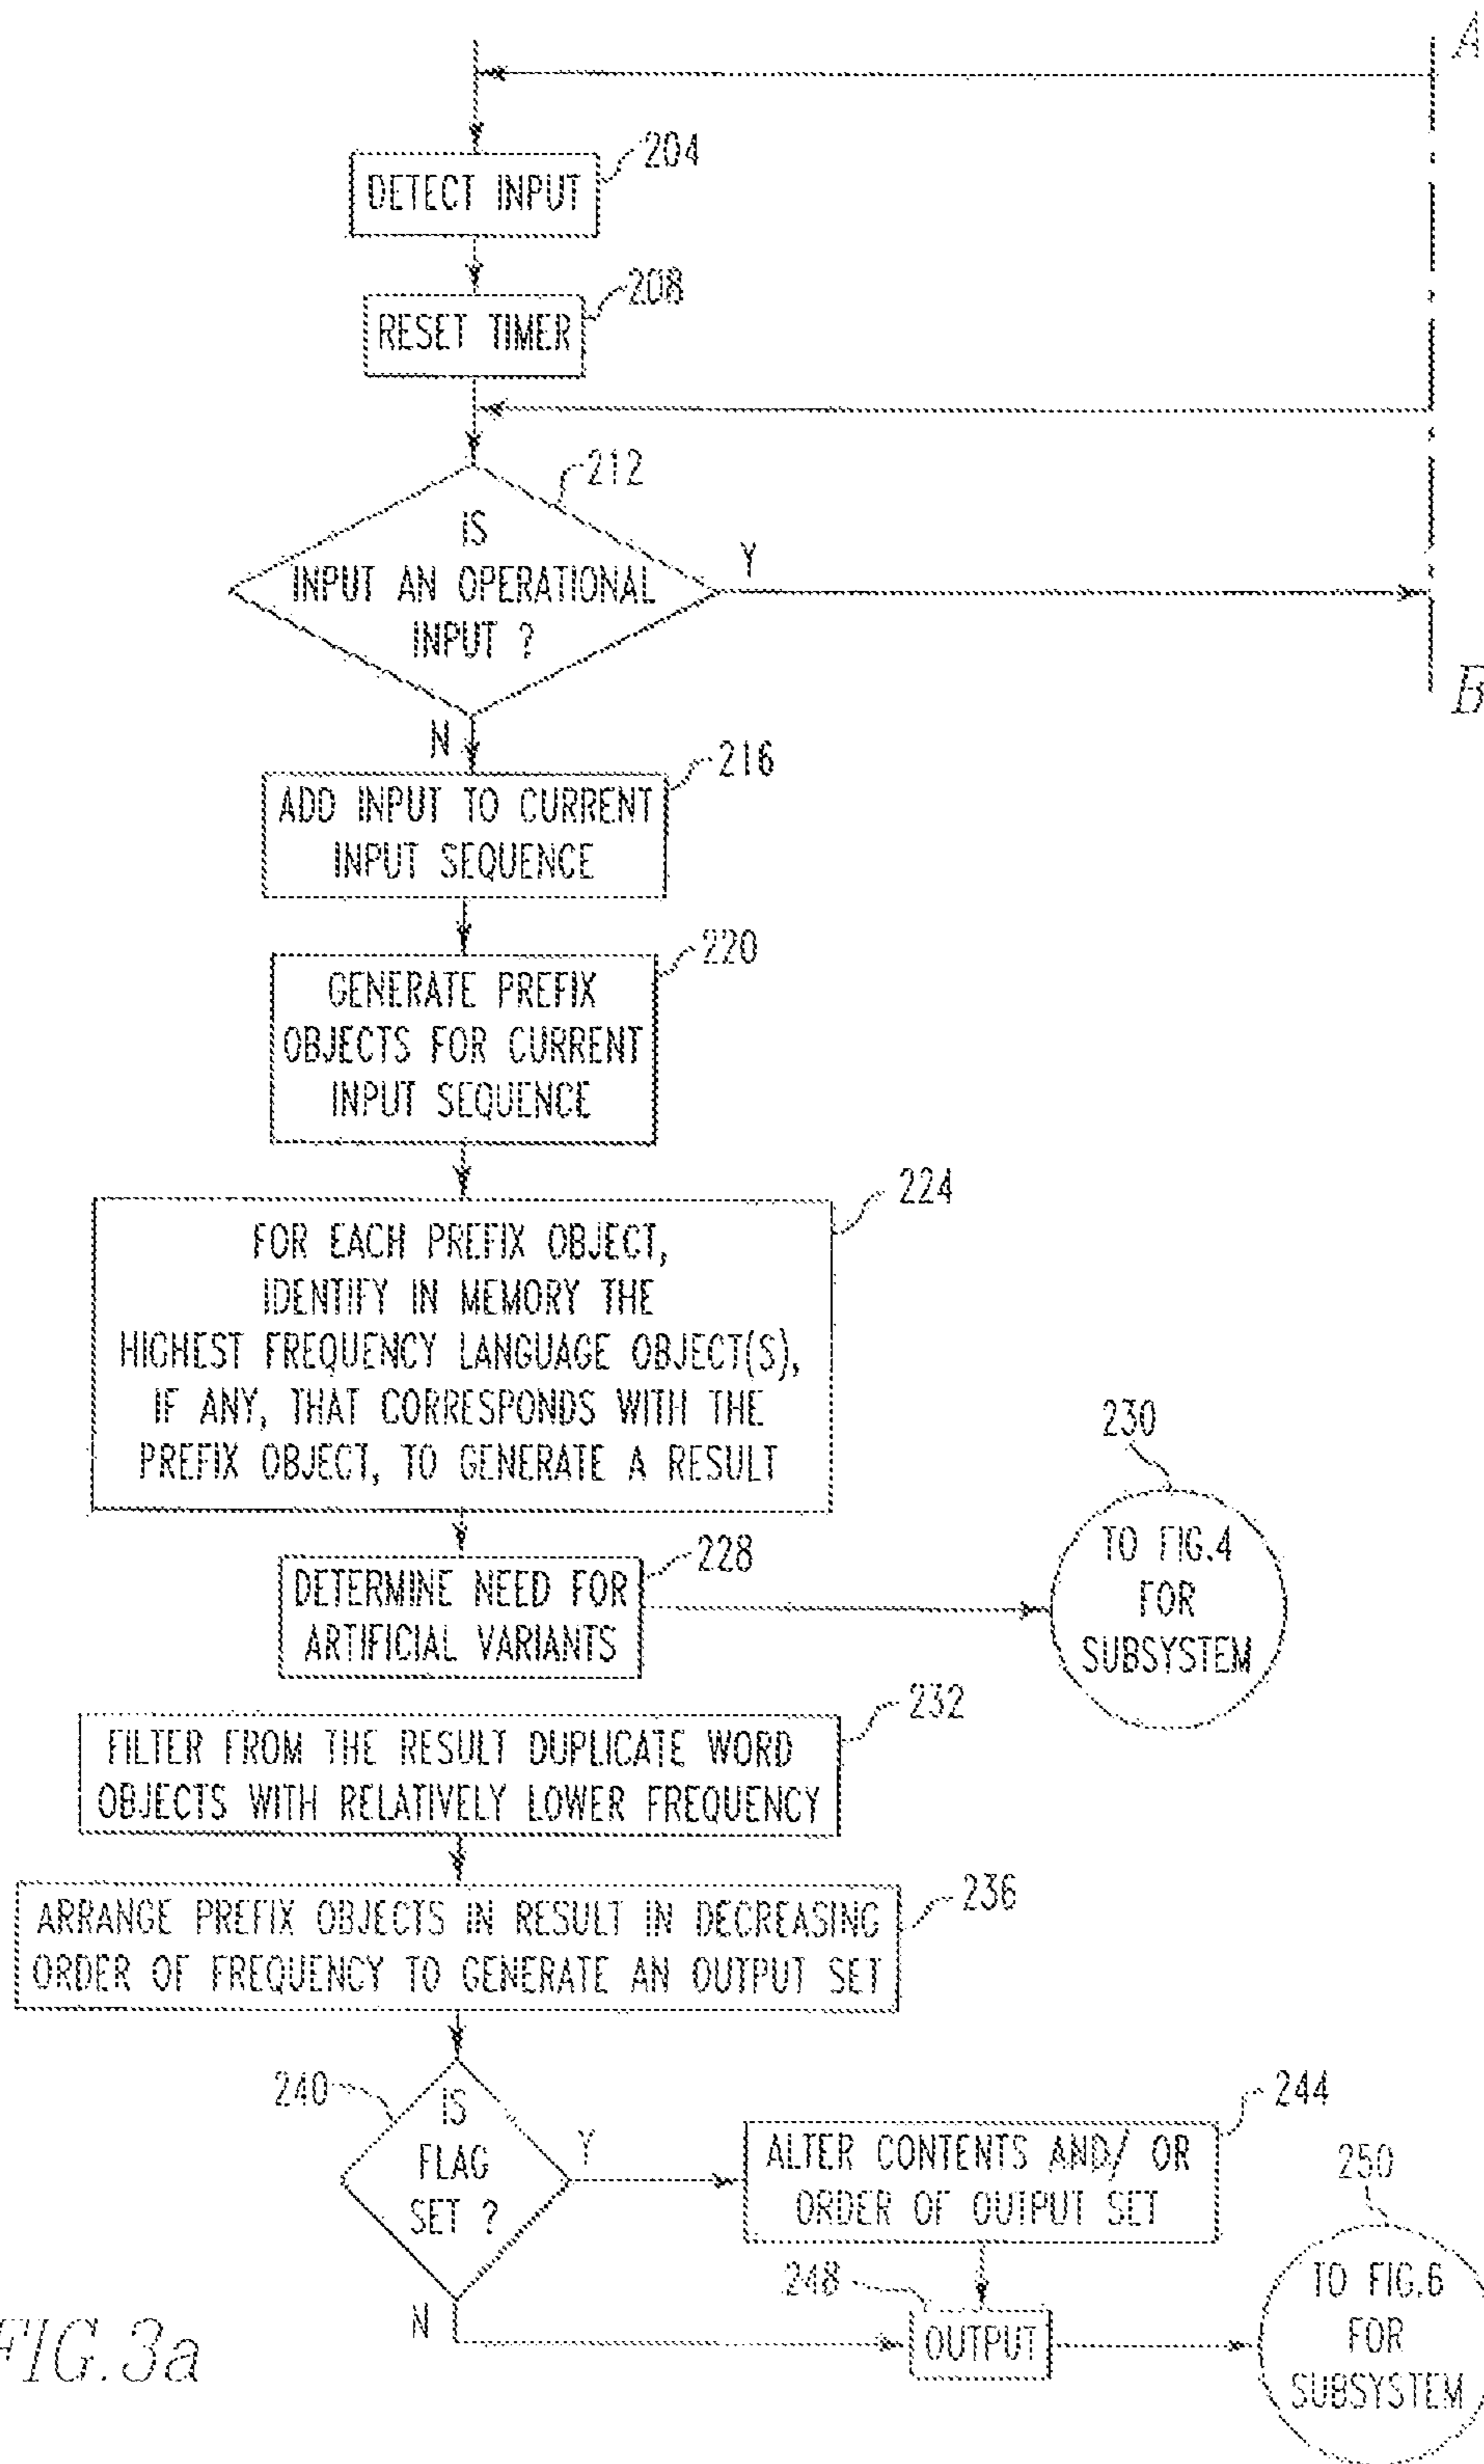 A
204
DETECT INPUT
208
RESET TIMER
212
IS
INPUT AN OPERATIONAL
INPUT ?
Y
B
N
216
ADD INPUT TO CURRENT
INPUT SEQUENCE
220
GENERATE PREFIX
OBJECTS FOR CURRENT
INPUT SEQUENCE
224
FOR EACH PREFIX OBJECT,
IDENTIFY IN MEMORY THE
HIGHEST FREQUENCY LANGUAGE OBJECT(S),
IF ANY, THAT CORRESPONDS WITH THE
PREFIX OBJECT, TO GENERATE A RESULT
230
TO FIG.4
FOR
SUBSYSTEM
228
DETERMINE NEED FOR
ARTIFICIAL VARIANTS
232
FILTER FROM THE RESULT DUPLICATE WORD
OBJECTS WITH RELATIVELY LOWER FREQUENCY
236
ARRANGE PREFIX OBJECTS IN RESULT IN DECREASING
ORDER OF FREQUENCY TO GENERATE AN OUTPUT SET
240
IS
FLAG
SET ?
Y
244
ALTER CONTENTS AND/ OR
ORDER OF OUTPUT SET
250
TO FIG.6
FOR
SUBSYSTEM
248
N
OUTPUT
FIG.3a